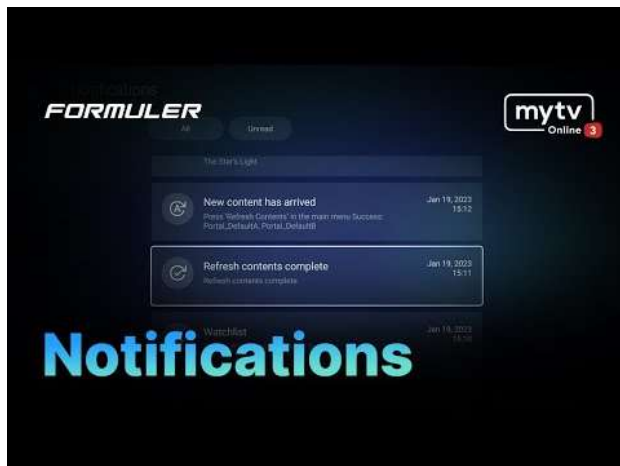 Notifications
FORMULER
mytv
Online 3
All
Unread
The Star's Light
New content has arrived
Jan 19, 2023
15:12
Press 'Refresh Contents' in the main menu Success:
Portal_DefaultA, Portal_DefaultB
Refresh contents complete
Jan 19, 2023
15:11
Refresh contents complete
Watchlist
Jan 19, 2023
Notifications